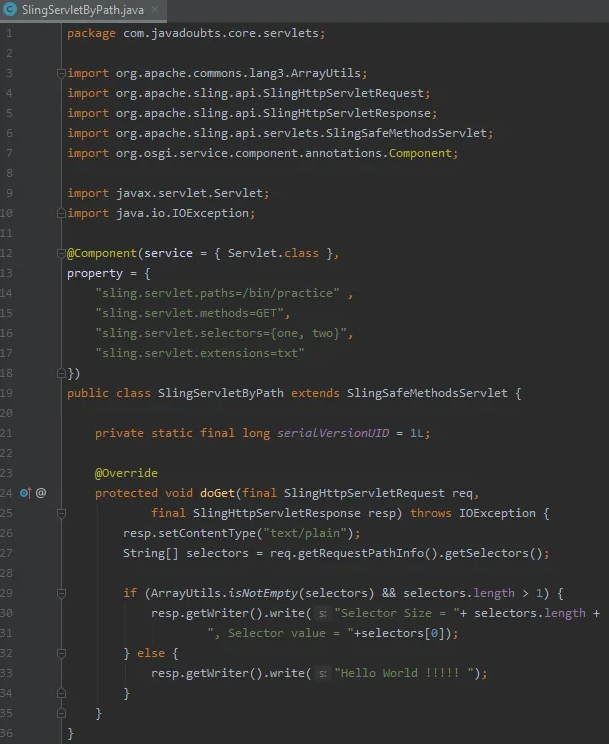 SlingServletByPath.java
1 package com.javadoubts.core.servlets;
2
3 import org.apache.commons.lang3.ArrayUtils;
4 import org.apache.sling.api.SlingHttpServletRequest;
5 import org.apache.sling.api.SlingHttpServletResponse;
6 import org.apache.sling.api.servlets.SlingSafeMethodsServlet;
7 import org.osgi.service.component.annotations.Component;
8
9 import javax.servlet.Servlet;
10 import java.io.IOException;
11
12 @Component(service = { Servlet.class },
13 property = {
14 "sling.servlet.paths=/bin/practice" ,
15 "sling.servlet.methods=GET",
16 "sling.servlet.selectors={one, two}",
17 "sling.servlet.extensions=txt"
18 })
19 public class SlingServletByPath extends SlingSafeMethodsServlet {
20
21 private static final long serialVersionUID = 1L;
22
23 @Override
24 @ protected void doGet(final SlingHttpServletRequest req,
25 final SlingHttpServletResponse resp) throws IOException {
26 resp.setContentType("text/plain");
27 String[] selectors = req.getRequestPathInfo().getSelectors();
28
29 if (ArrayUtils.isNotEmpty(selectors) && selectors.length > 1) {
30 resp.getWriter().write( s: "Selector Size = "+ selectors.length +
31 ", Selector value = "+selectors[0]);
32 } else {
33 resp.getWriter().write( s: "Hello World !!!!! ");
34 }
35 }
36 }